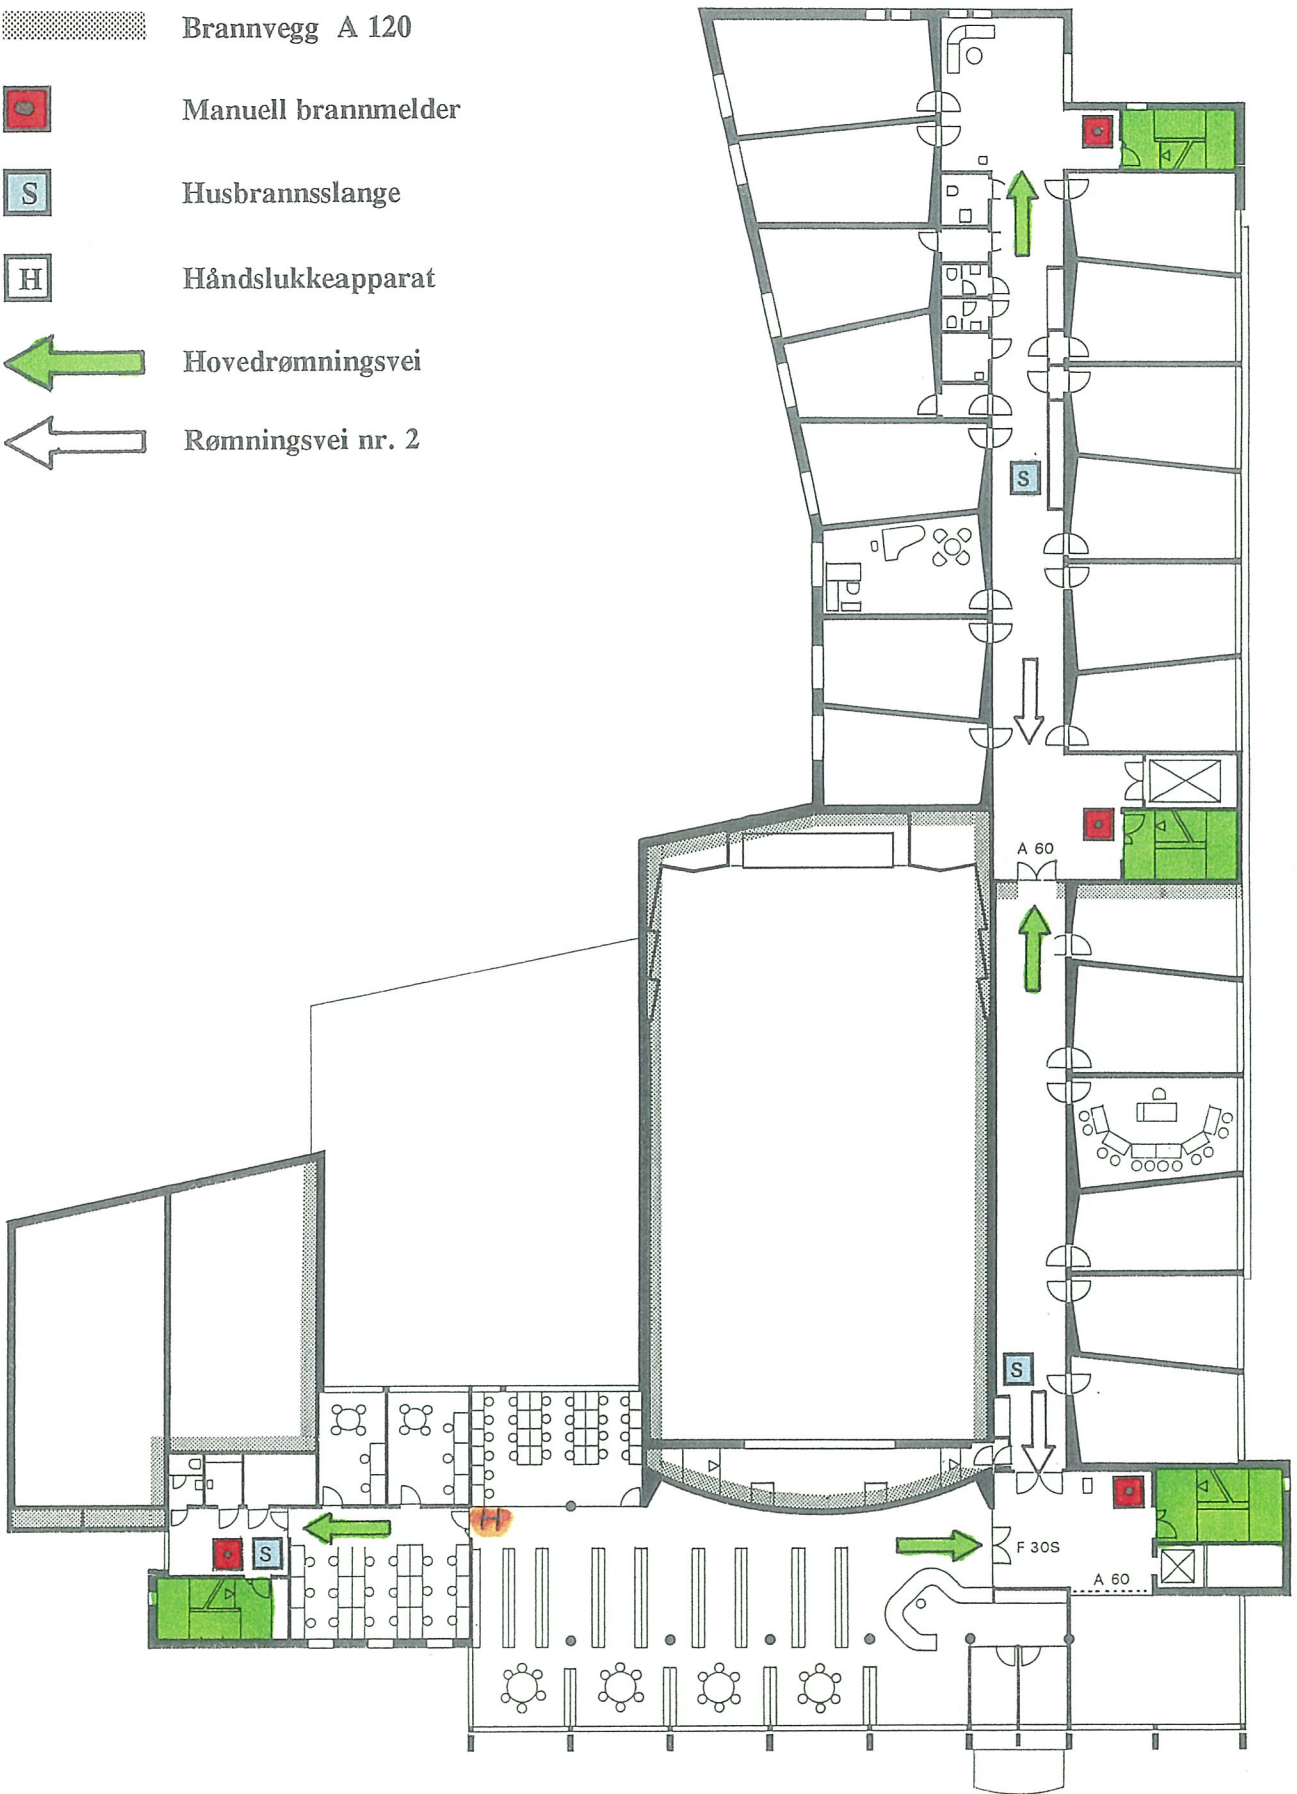 Brannvegg A 120
Manuell brannmelder
S Husbrannsslange
H Håndslukkeapparat
Hovedrømningsvei
Rømningsvei nr. 2
S
A 60
S
H
S
F 30S
A 60